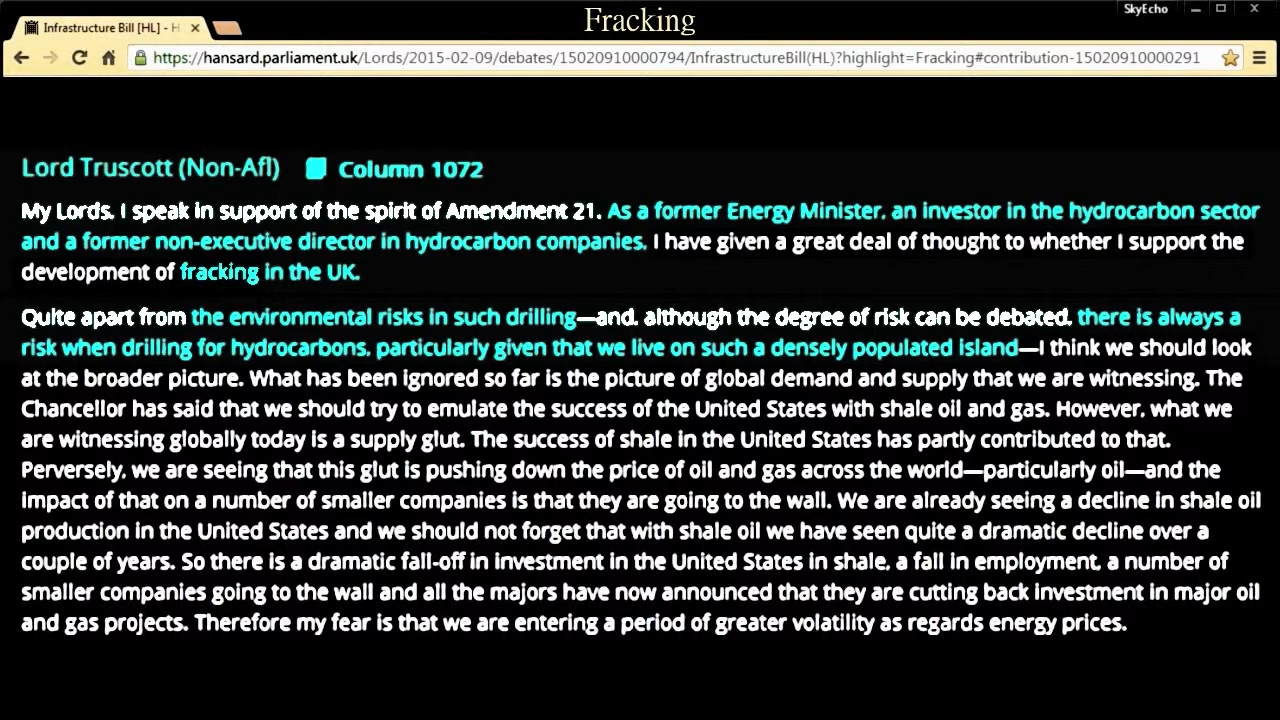 SkyEcho
Fracking
Infrastructure Bill [HL] - H
https://hansard.parliament.uk/Lords/2015-02-09/debates/15020910000794/InfrastructureBill(HL)?highlight=Fracking#contribution-15020910000291
Lord Truscott (Non-Afl) Column 1072
My Lords, I speak in support of the spirit of Amendment 21. As a former Energy Minister, an investor in the hydrocarbon sector
and a former non-executive director in hydrocarbon companies, I have given a great deal of thought to whether I support the
development of fracking in the UK.
Quite apart from the environmental risks in such drilling—and, although the degree of risk can be debated, there is always a
risk when drilling for hydrocarbons, particularly given that we live on such a densely populated island—I think we should look
at the broader picture. What has been ignored so far is the picture of global demand and supply that we are witnessing. The
Chancellor has said that we should try to emulate the success of the United States with shale oil and gas. However, what we
are witnessing globally today is a supply glut. The success of shale in the United States has partly contributed to that.
Perversely, we are seeing that this glut is pushing down the price of oil and gas across the world—particularly oil—and the
impact of that on a number of smaller companies is that they are going to the wall. We are already seeing a decline in shale oil
production in the United States and we should not forget that with shale oil we have seen quite a dramatic decline over a
couple of years. So there is a dramatic fall-off in investment in the United States in shale, a fall in employment, a number of
smaller companies going to the wall and all the majors have now announced that they are cutting back investment in major oil
and gas projects. Therefore my fear is that we are entering a period of greater volatility as regards energy prices.